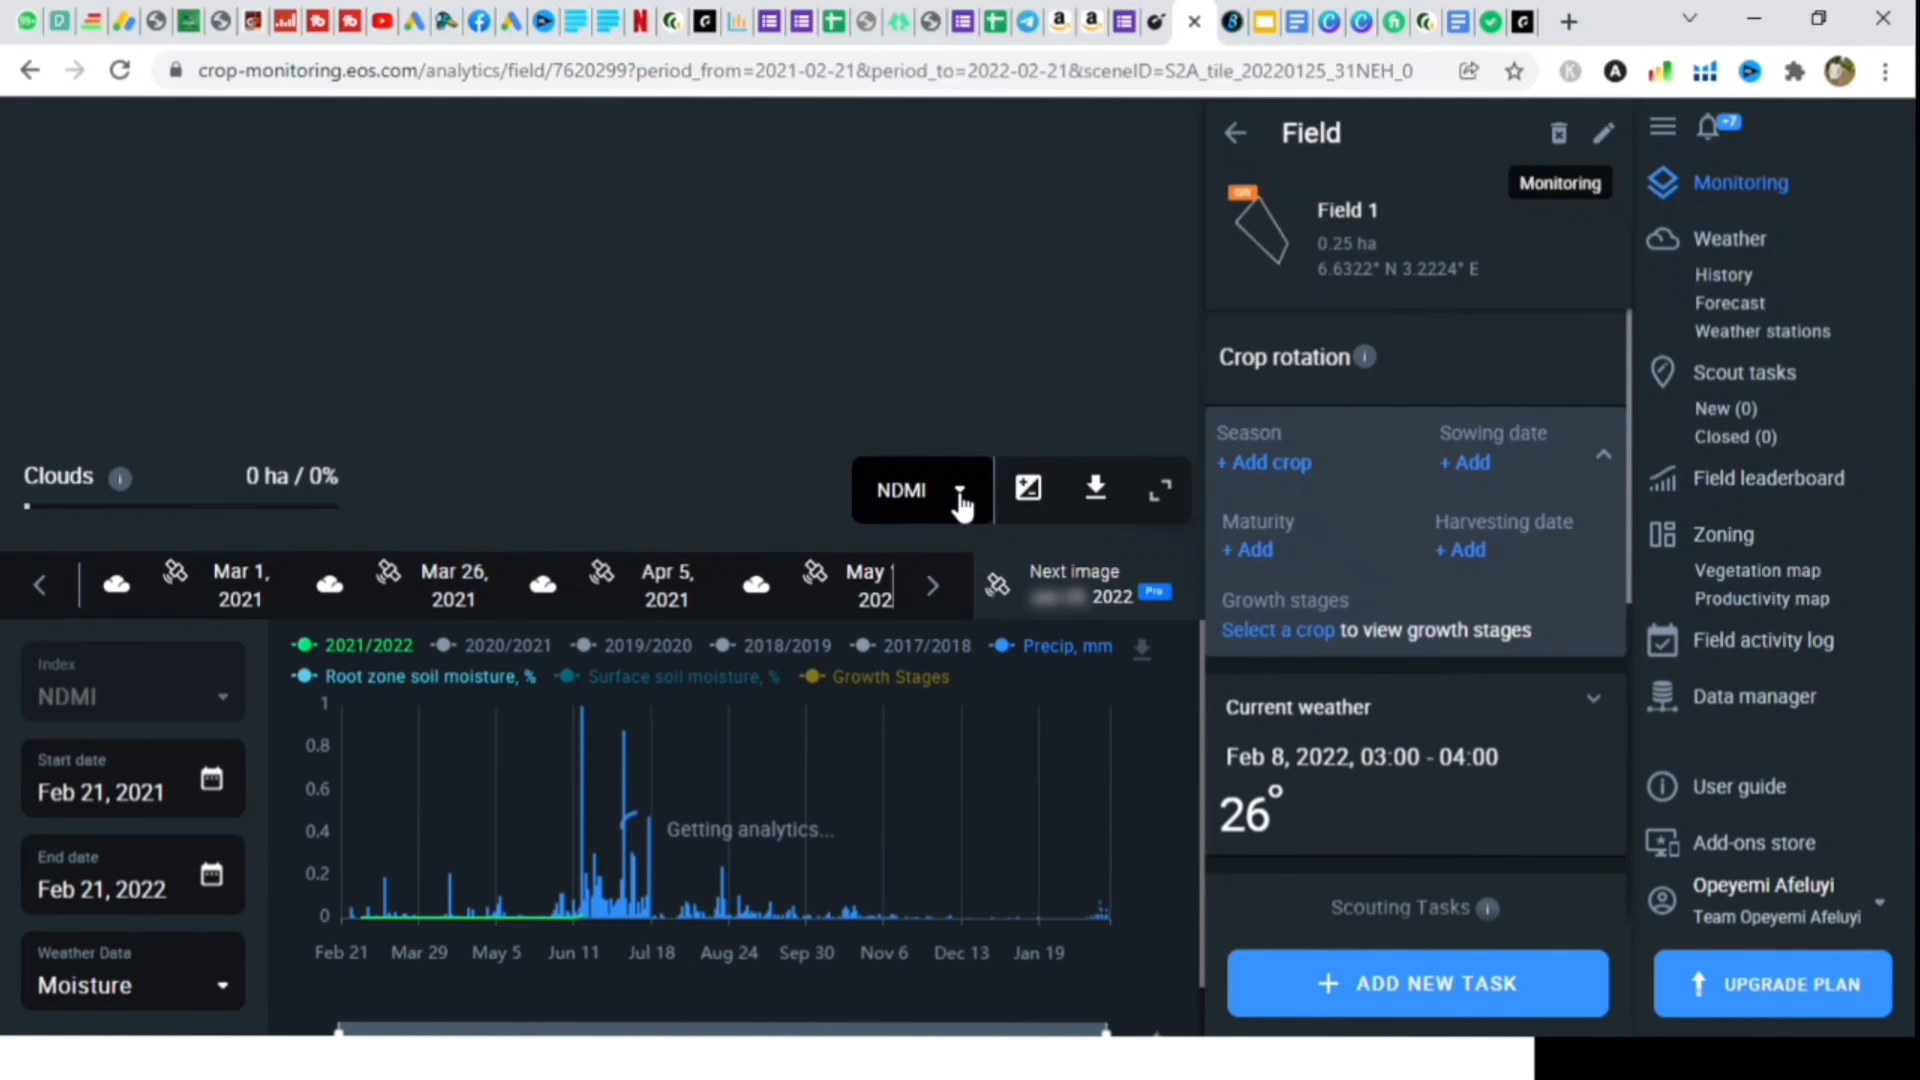 crop-monitoring.eos.com/analytics/field/7620299?period_from=2021-02-21&period_to=2022-02-21&sceneID=S2A_tile_20220125_31NEH_0
Field
Monitoring
Field 1
0.25 ha
6.6322° N 3.2224° E
Crop rotation
Season
+ Add crop
Sowing date
+ Add
Maturity
+ Add
Harvesting date
+ Add
Growth stages
Select a crop to view growth stages
Current weather
Feb 8, 2022, 03:00 - 04:00
26°
Scouting Tasks
+ ADD NEW TASK
Monitoring
Weather
History
Forecast
Weather stations
Scout tasks
New (0)
Closed (0)
Field leaderboard
Zoning
Vegetation map
Productivity map
Field activity log
Data manager
User guide
Add-ons store
Opeyemi Afeluyi
Team Opeyemi Afeluyi
UPGRADE PLAN
Clouds 0 ha / 0%
NDMI
Mar 1, 2021
Mar 26, 2021
Apr 5, 2021
May
202
Next image
2022 Pro
Index
NDMI
Start date
Feb 21, 2021
End date
Feb 21, 2022
Weather Data
Moisture
2021/2022 2020/2021 2019/2020 2018/2019 2017/2018 Precip, mm
Root zone soil moisture, % Surface soil moisture, % Growth Stages
1
0.8
0.6
0.4
0.2
0
Getting analytics...
Feb 21 Mar 29 May 5 Jun 11 Jul 18 Aug 24 Sep 30 Nov 6 Dec 13 Jan 19